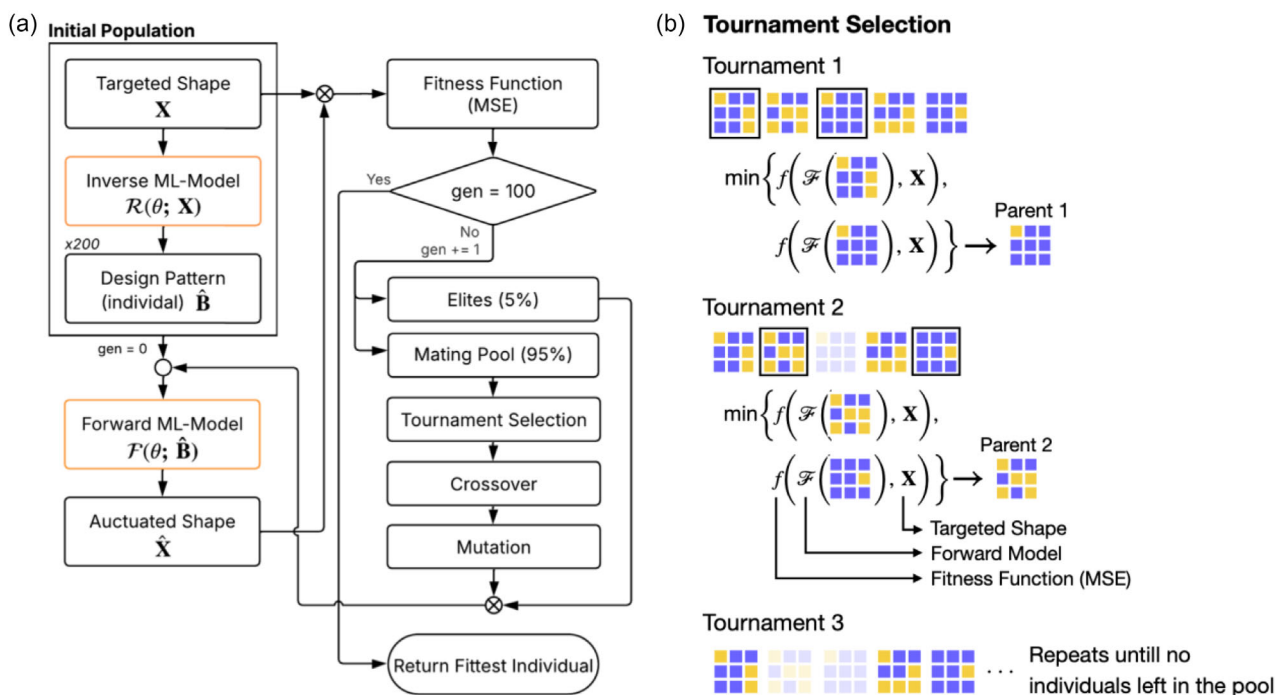 (a)
Initial Population
Targeted Shape
X
Inverse ML-Model
R(θ; X)
x200
Design Pattern
(individal) B̂
gen = 0
Forward ML-Model
F(θ; B̂)
Auctuated Shape
X̂
Fitness Function
(MSE)
Yes
gen = 100
No
gen += 1
Elites (5%)
Mating Pool (95%)
Tournament Selection
Crossover
Mutation
Return Fittest Individual
(b) Tournament Selection
Tournament 1
min{f(ℱ( ), X),
f(ℱ( ), X)}
Parent 1
Tournament 2
min{f(ℱ( ), X),
f(ℱ( ), X)}
Parent 2
Targeted Shape
Forward Model
Fitness Function (MSE)
Tournament 3
... Repeats untill no
individuals left in the pool